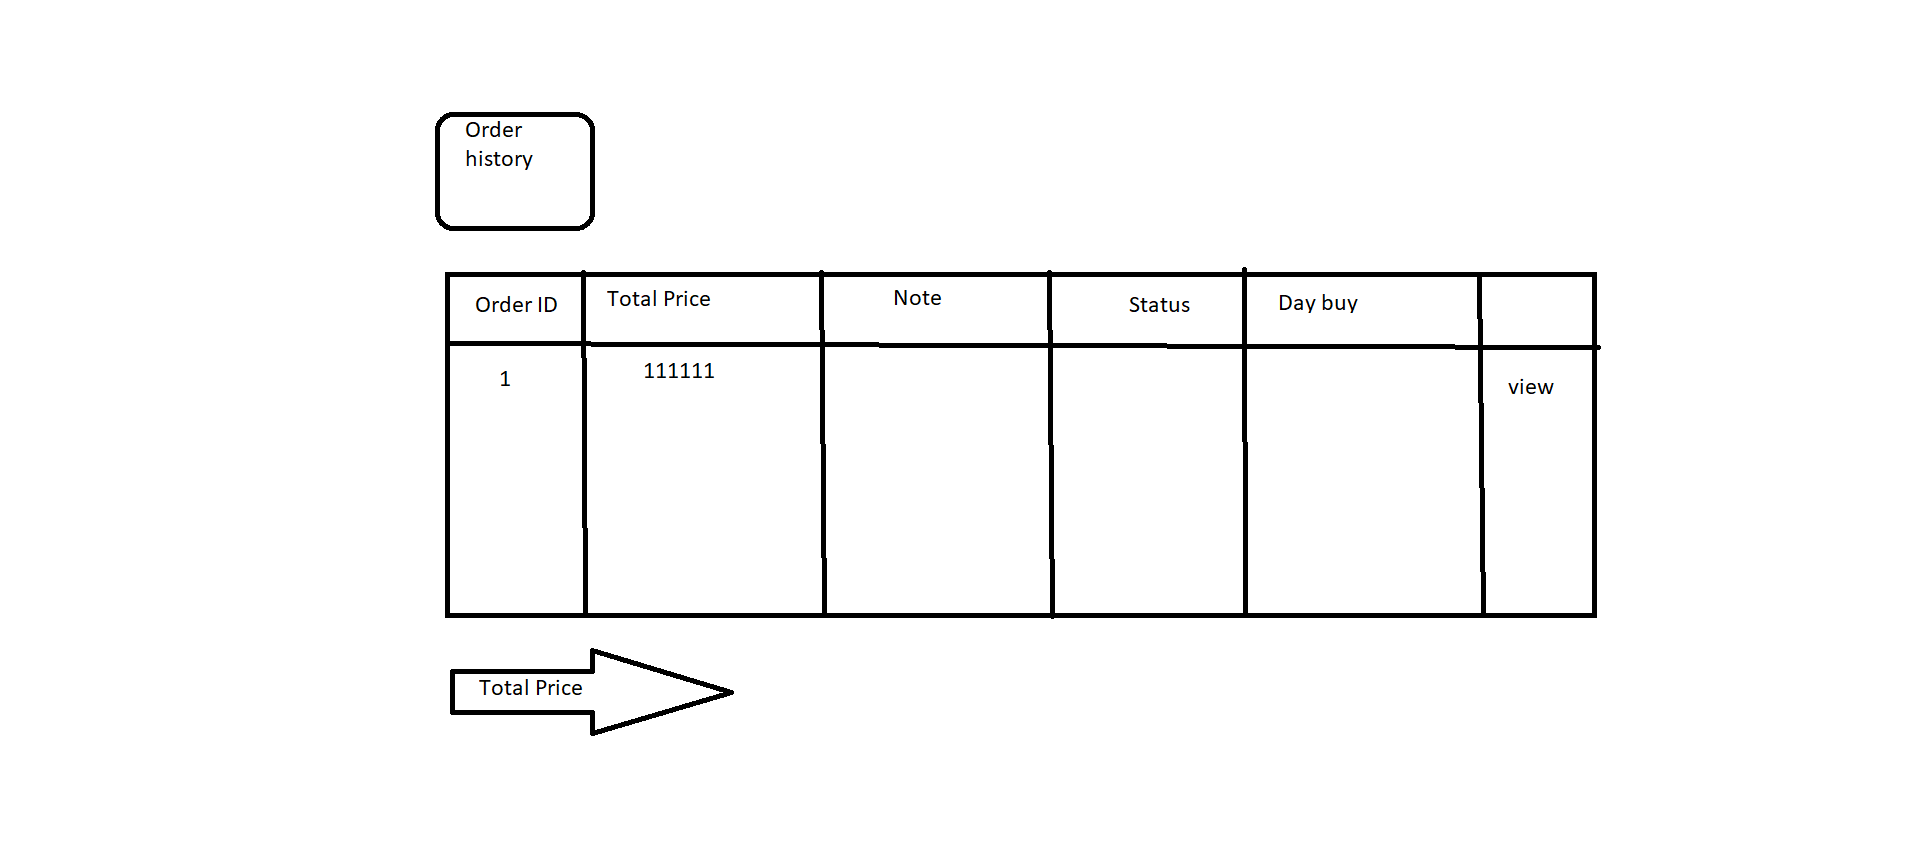 Order
history
Order ID Total Price Note Status Day buy
1 111111 view
Total Price